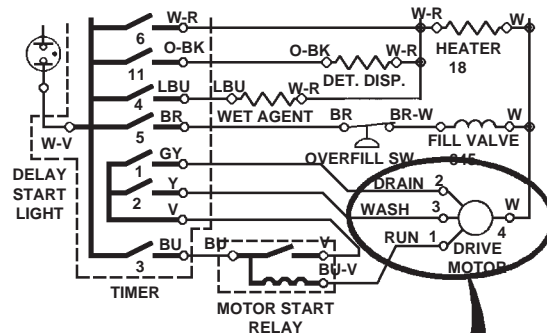 W-R W-R W
6 HEATER
O-BK O-BK W-R 18
11 DET. DISP.
LBU LBU W-R
4 WET AGENT
BR BR BR-W W
5
W-V OVERFILL SW. FILL VALVE
GY
DELAY 1 DRAIN 2
START Y
LIGHT 2 WASH 3 W
V 4
RUN 1 DRIVE
BU BU V MOTOR
3 BU-V
TIMER
MOTOR START
RELAY